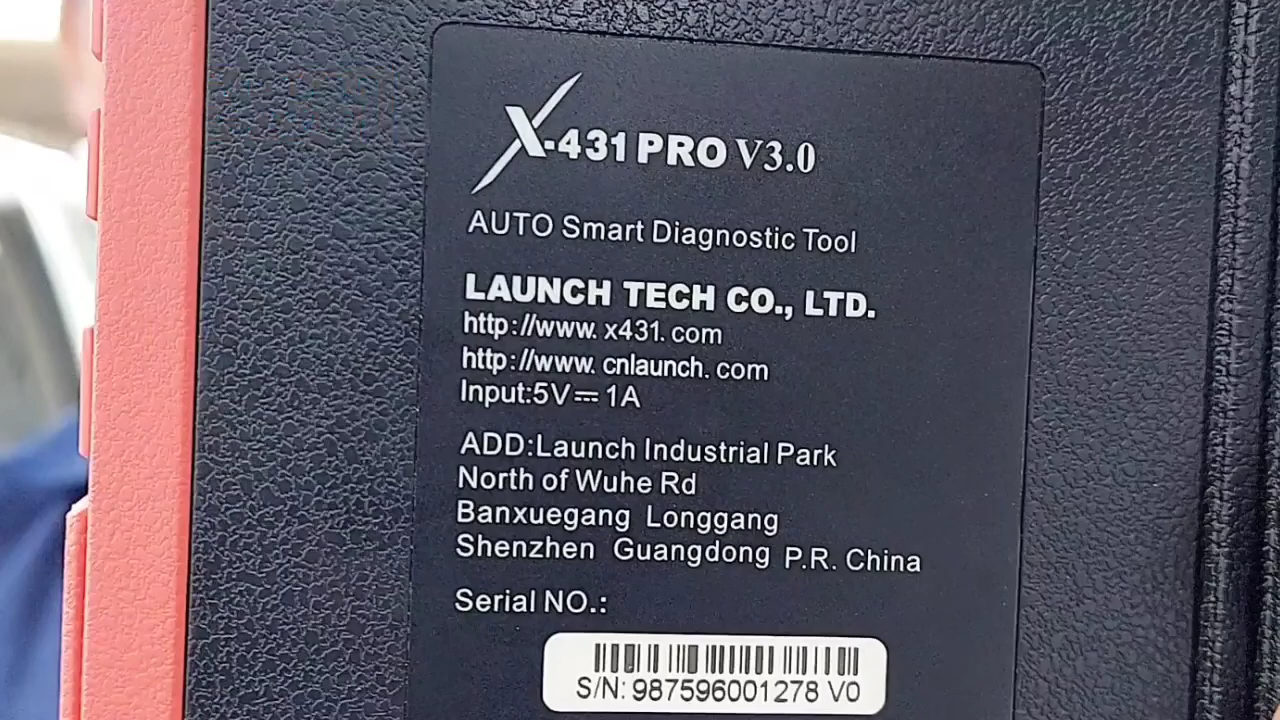 X-431 PRO V3.0
AUTO Smart Diagnostic Tool
LAUNCH TECH CO., LTD.
http://www. x431. com
http://www. cnlaunch. com
Input:5V⎓1A
ADD:Launch Industrial Park
North of Wuhe Rd
Banxuegang Longgang
Shenzhen Guangdong P.R. China
Serial NO.:
S/N: 987596001278 V0